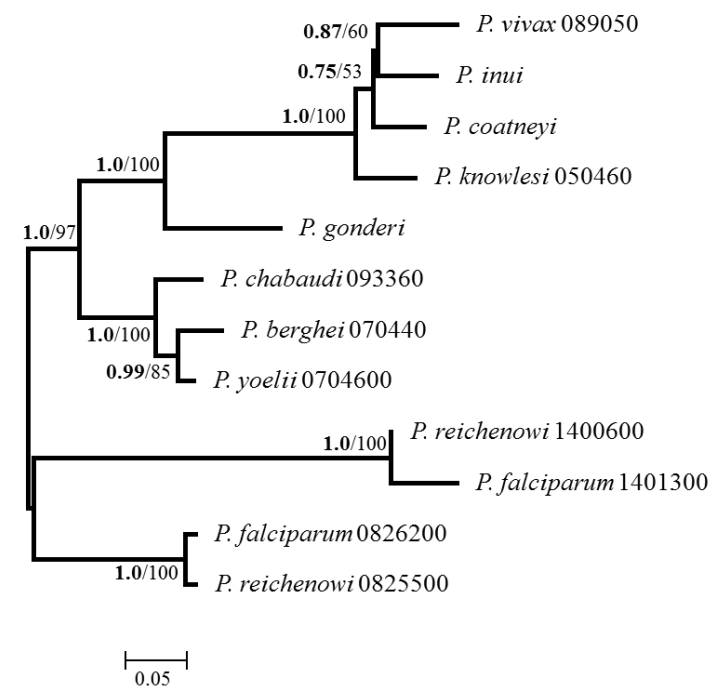 0.87/60
P. vivax 089050
0.75/53
P. inui
1.0/100
P. coatneyi
1.0/100
P. knowlesi 050460
1.0/97
P. gonderi
P. chabaudi 093360
1.0/100
P. berghei 070440
0.99/85
P. yoelii 0704600
P. reichenowi 1400600
1.0/100
P. falciparum 1401300
P. falciparum 0826200
1.0/100
P. reichenowi 0825500
0.05